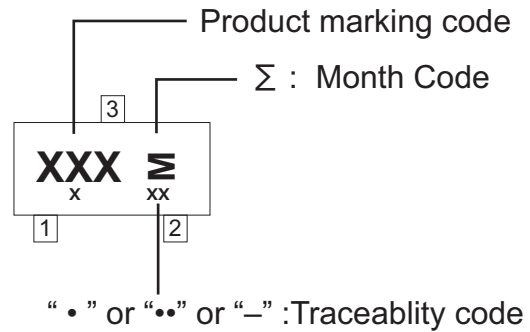 Product marking code
Σ : Month Code
3
XXX Σ
x xx
1 2
“ • ” or “••” or “–” :Traceablity code